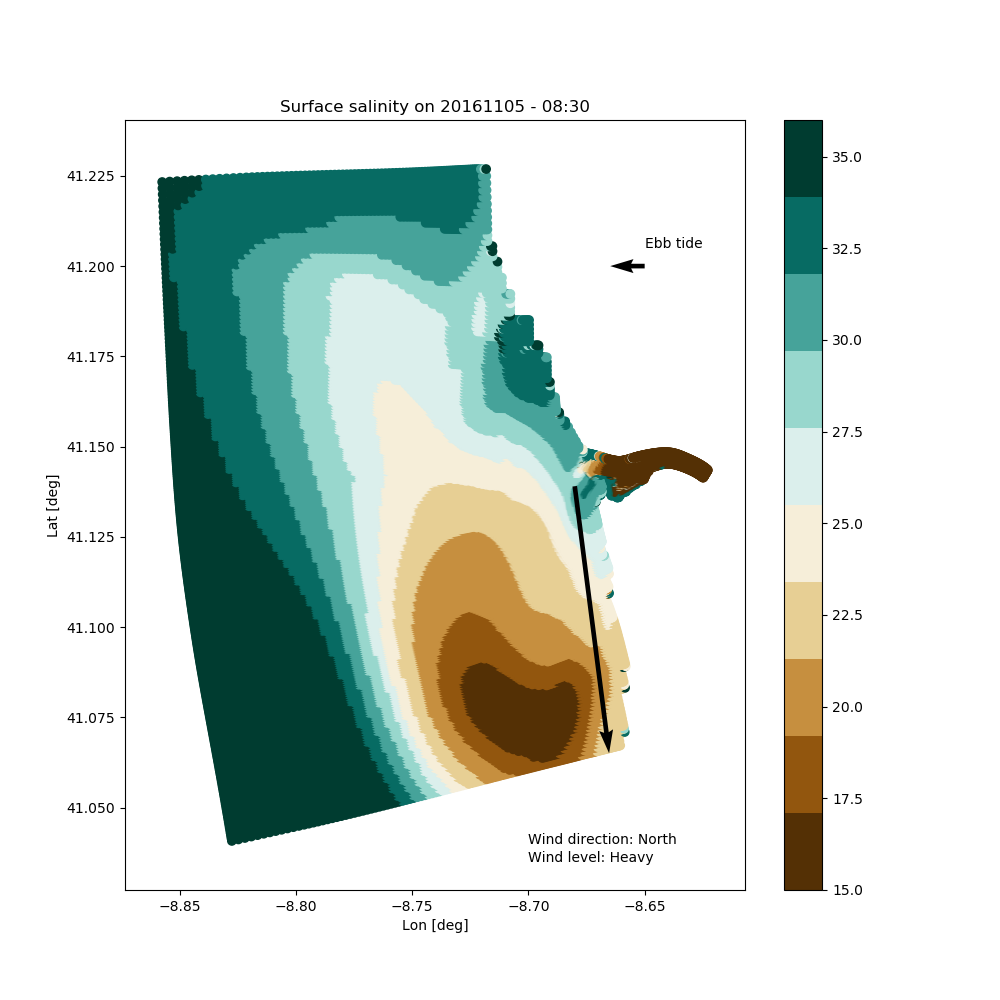 Surface salinity on 20161105 - 08:30
41.225
41.200
41.175
41.150
41.125
41.100
41.075
41.050
Lat [deg]
Ebb tide
Wind direction: North
Wind level: Heavy
−8.85 −8.80 −8.75 −8.70 −8.65
Lon [deg]
35.0
32.5
30.0
27.5
25.0
22.5
20.0
17.5
15.0